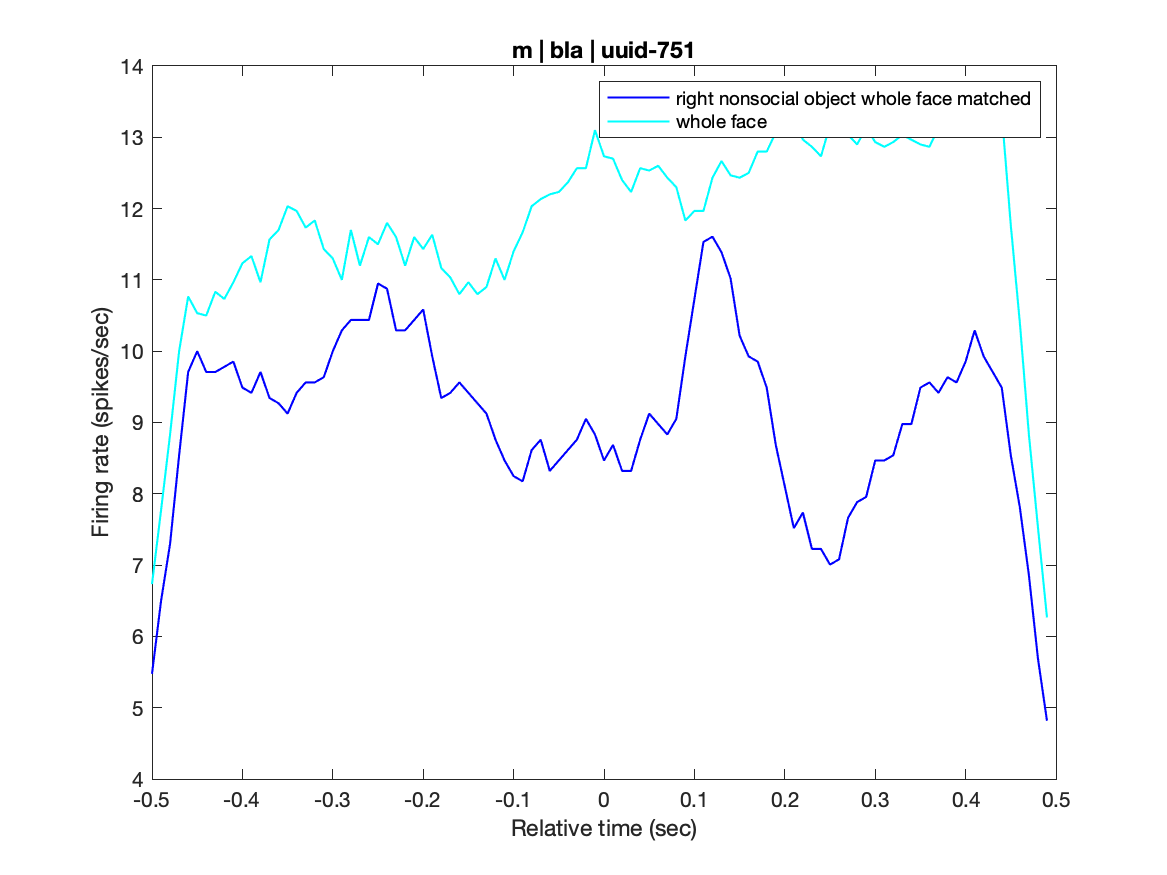 m | bla | uuid-751
14
13
12
11
10
9
8
7
6
5
4
right nonsocial object whole face matched
whole face
Firing rate (spikes/sec)
-0.5 -0.4 -0.3 -0.2 -0.1 0 0.1 0.2 0.3 0.4 0.5
Relative time (sec)